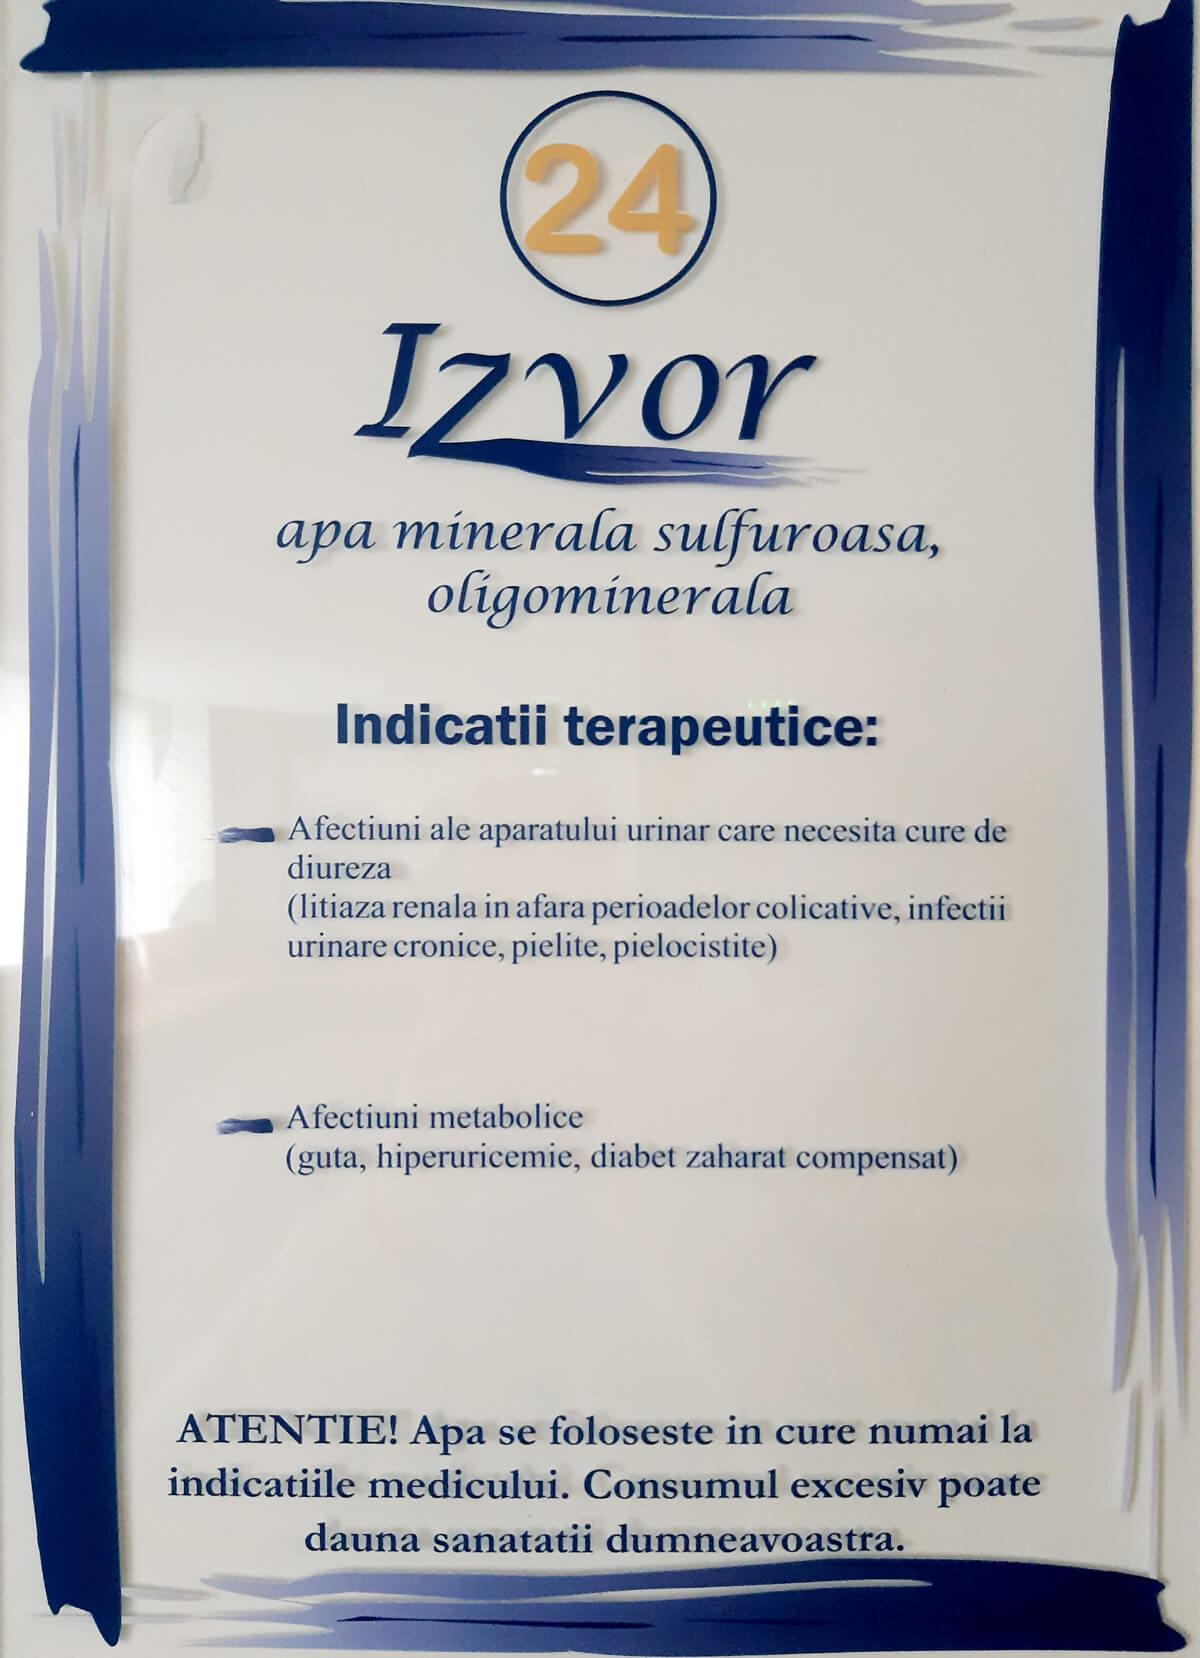 24
Izvor
apa minerala sulfuroasa,
oligominerala
Indicatii terapeutice:
Afectiuni ale aparatului urinar care necesita cure de
diureza
(litiaza renala in afara perioadelor colicative, infectii
urinare cronice, pielite, pielocistite)
Afectiuni metabolice
(guta, hiperuricemie, diabet zaharat compensat)
ATENTIE! Apa se foloseste in cure numai la
indicatiile medicului. Consumul excesiv poate
dauna sanatatii dumneavoastra.